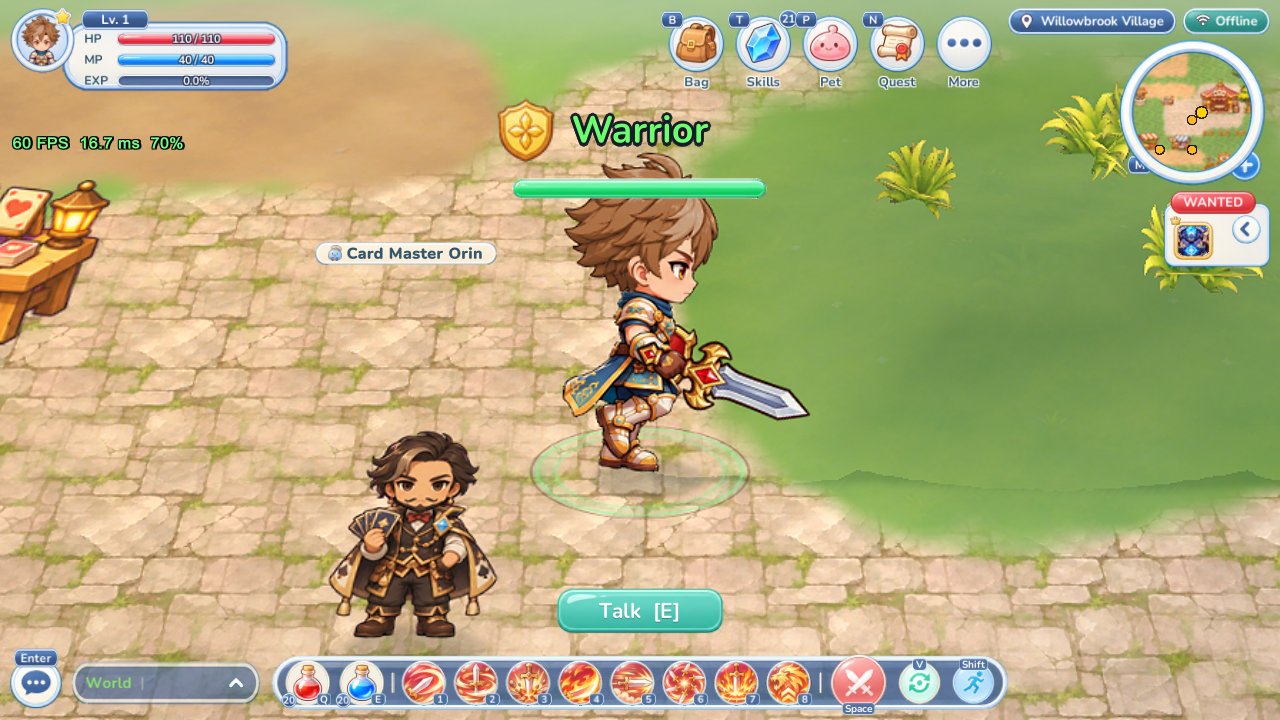 Lv. 1
HP 110 / 110
MP 40 / 40
EXP 0.0%
60 FPS 16.7 ms 70%
B T 21 P N
Bag Skills Pet Quest More
Willowbrook Village
Offline
M
WANTED
Warrior
Card Master Orin
Talk [E]
Enter
World
20 Q 20 E 1 2 3 4 5 6 7 8
Space
V
Shift